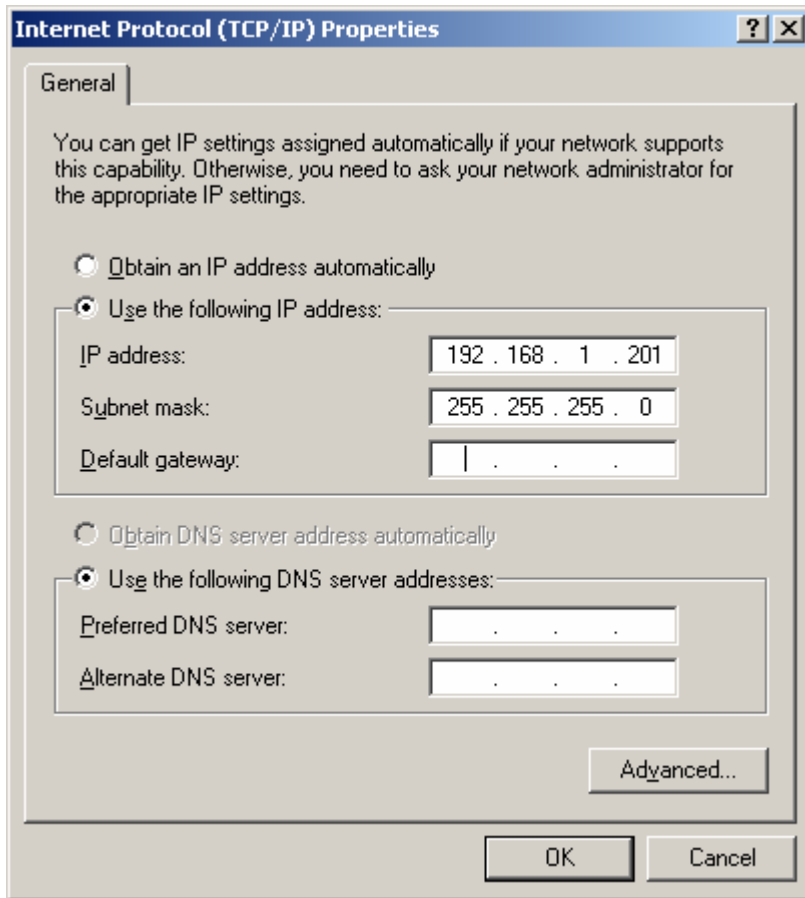 Internet Protocol (TCP/IP) Properties
General
You can get IP settings assigned automatically if your network supports
this capability. Otherwise, you need to ask your network administrator for
the appropriate IP settings.
Obtain an IP address automatically
Use the following IP address:
IP address: 192 . 168 . 1 . 201
Subnet mask: 255 . 255 . 255 . 0
Default gateway: . . .
Obtain DNS server address automatically
Use the following DNS server addresses:
Preferred DNS server: . . .
Alternate DNS server: . . .
Advanced...
OK Cancel